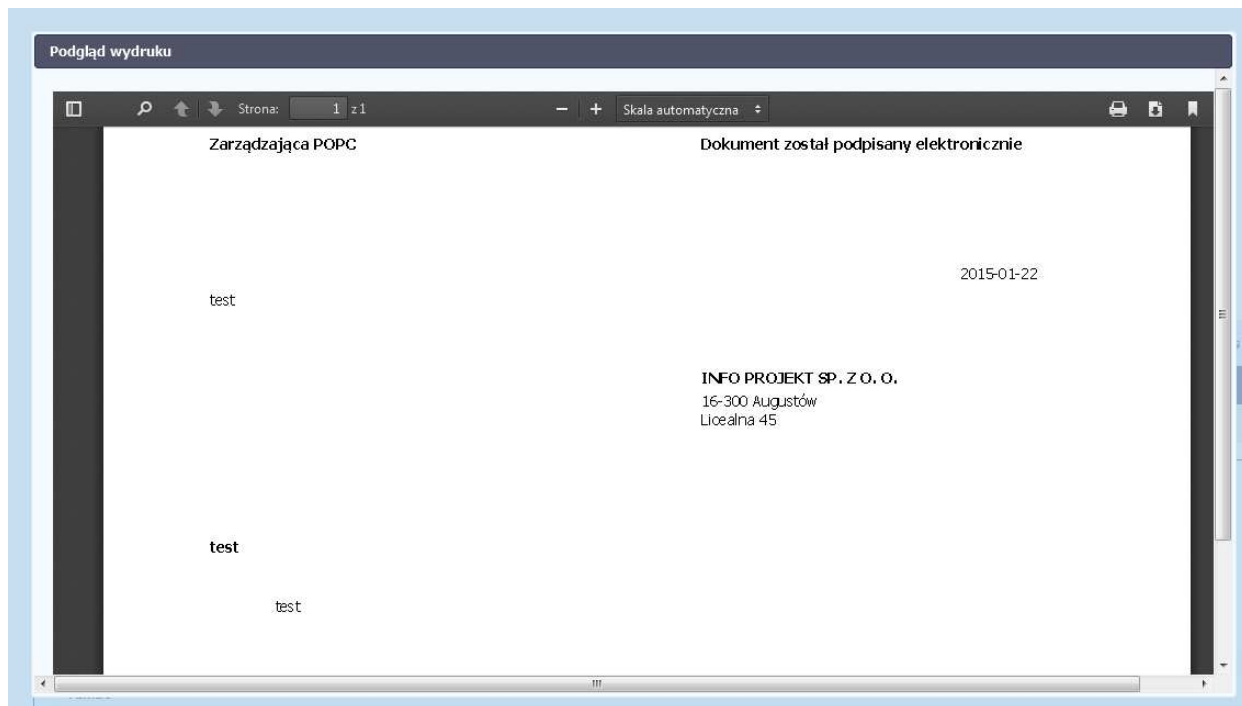 Podgląd wydruku
Strona: 1 z 1
Skala automatyczna
Zarządzająca POPC
Dokument został podpisany elektronicznie
2015-01-22
test
INFO PROJEKT SP. Z O. O.
16-300 Augustów
Licealna 45
test
test